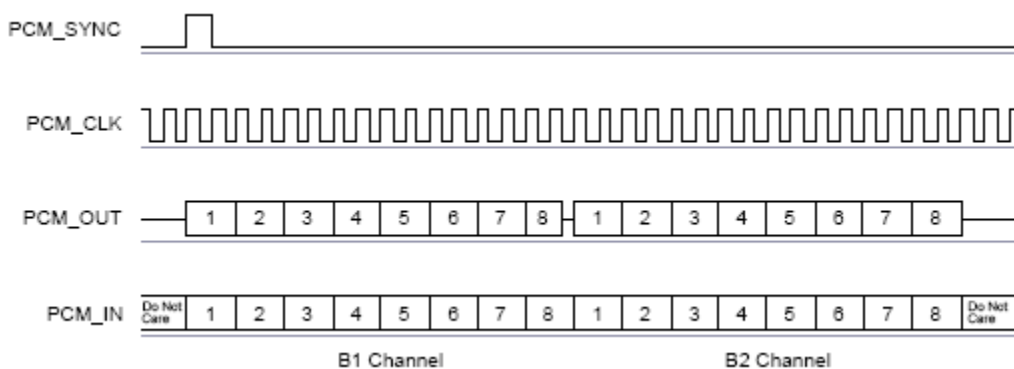 PCM_SYNC
PCM_CLK
PCM_OUT 1 2 3 4 5 6 7 8 1 2 3 4 5 6 7 8
PCM_IN Do Not Care 1 2 3 4 5 6 7 8 1 2 3 4 5 6 7 8 Do Not Care
B1 Channel B2 Channel